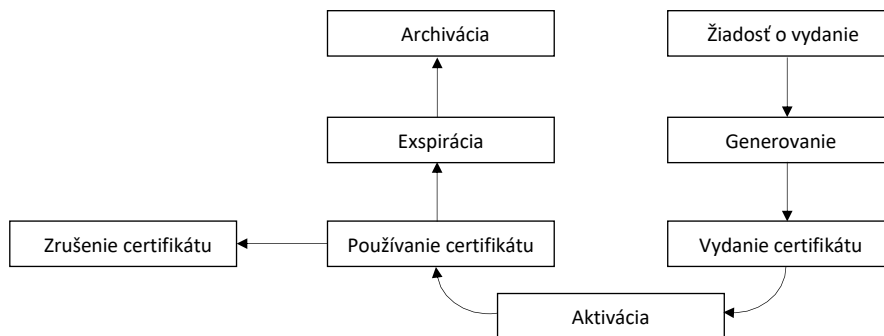 Archivácia
Žiadosť o vydanie
Exspirácia
Generovanie
Zrušenie certifikátu
Používanie certifikátu
Vydanie certifikátu
Aktivácia